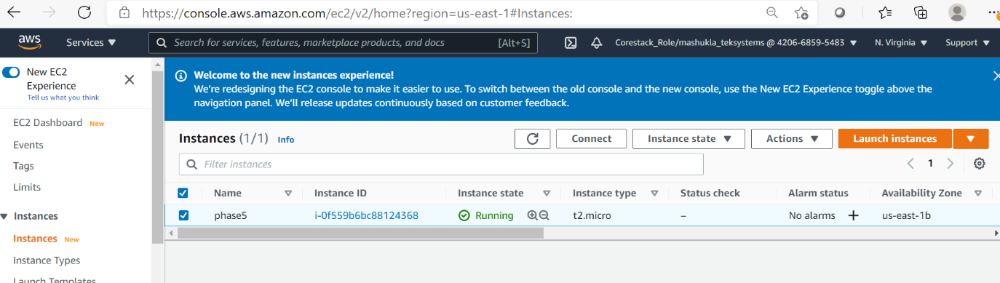 https://console.aws.amazon.com/ec2/v2/home?region=us-east-1#Instances:
aws
Services
Search for services, features, marketplace products, and docs
[Alt+S]
Corestack_Role/mashukla_teksystems @ 4206-6859-5483
N. Virginia
Support
New EC2
Experience
Tell us what you think
EC2 Dashboard New
Events
Tags
Limits
Instances
Instances New
Instance Types
Launch Templates
Welcome to the new instances experience!
We're redesigning the EC2 console to make it easier to use. To switch between the old console and the new console, use the New EC2 Experience toggle above the
navigation panel. We'll release updates continuously based on customer feedback.
Instances (1/1) Info
Connect
Instance state
Actions
Launch instances
Filter instances
1
Name Instance ID Instance state Instance type Status check Alarm status Availability Zone
phase5 i-0f559b6bc88124368 Running t2.micro – No alarms + us-east-1b